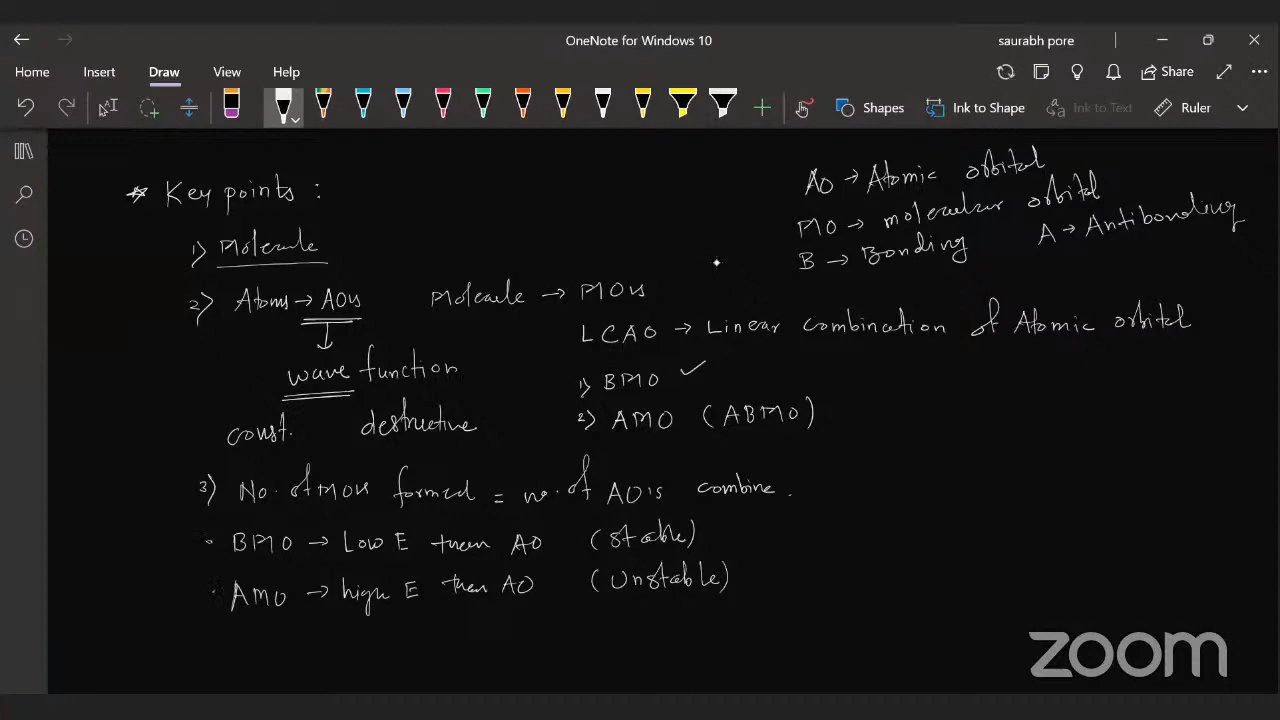 OneNote for Windows 10
saurabh pore
Home Insert Draw View Help
Share
Shapes
Ink to Shape
Ink to Text
Ruler
* Key points :
AO → Atomic orbital
MO → molecular orbital
B → Bonding A → Antibonding
1) Molecule
2) Atoms → AOs Molecule → MOs
LCAO → Linear combination of Atomic orbital
wave function
1) BMO ✓
const. destructive
2) AMO (ABMO)
3) No. of MOs formed = no. of AO's combine.
· BMO → Low E then AO (Stable)
· AMO → high E then AO (Unstable)
zoom